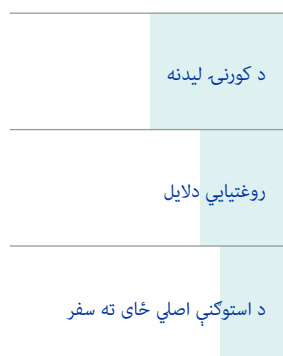 د کورنۍ لیدنه
روغتیایي دلایل
د استوګنې اصلي ځای ته سفر